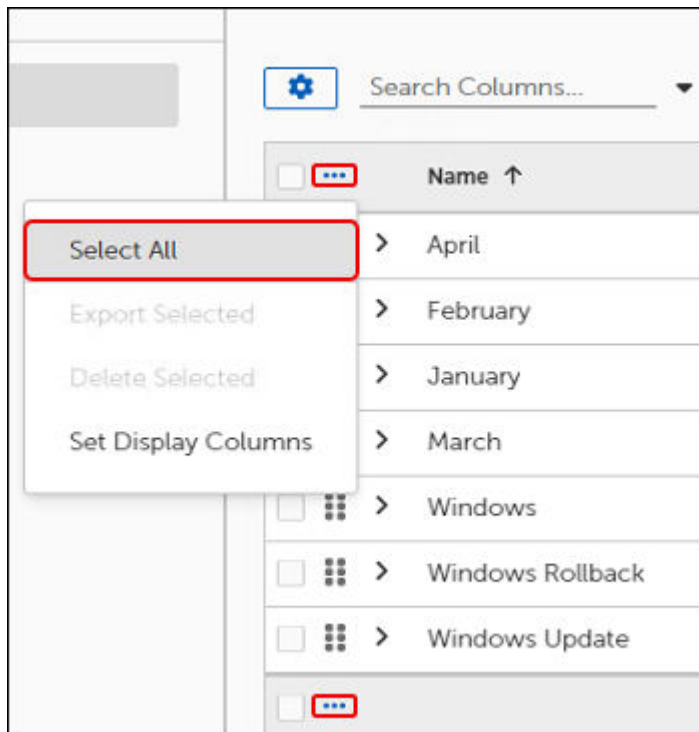 Search Columns...
Name ↑
Select All
Export Selected
Delete Selected
Set Display Columns
April
February
January
March
Windows
Windows Rollback
Windows Update